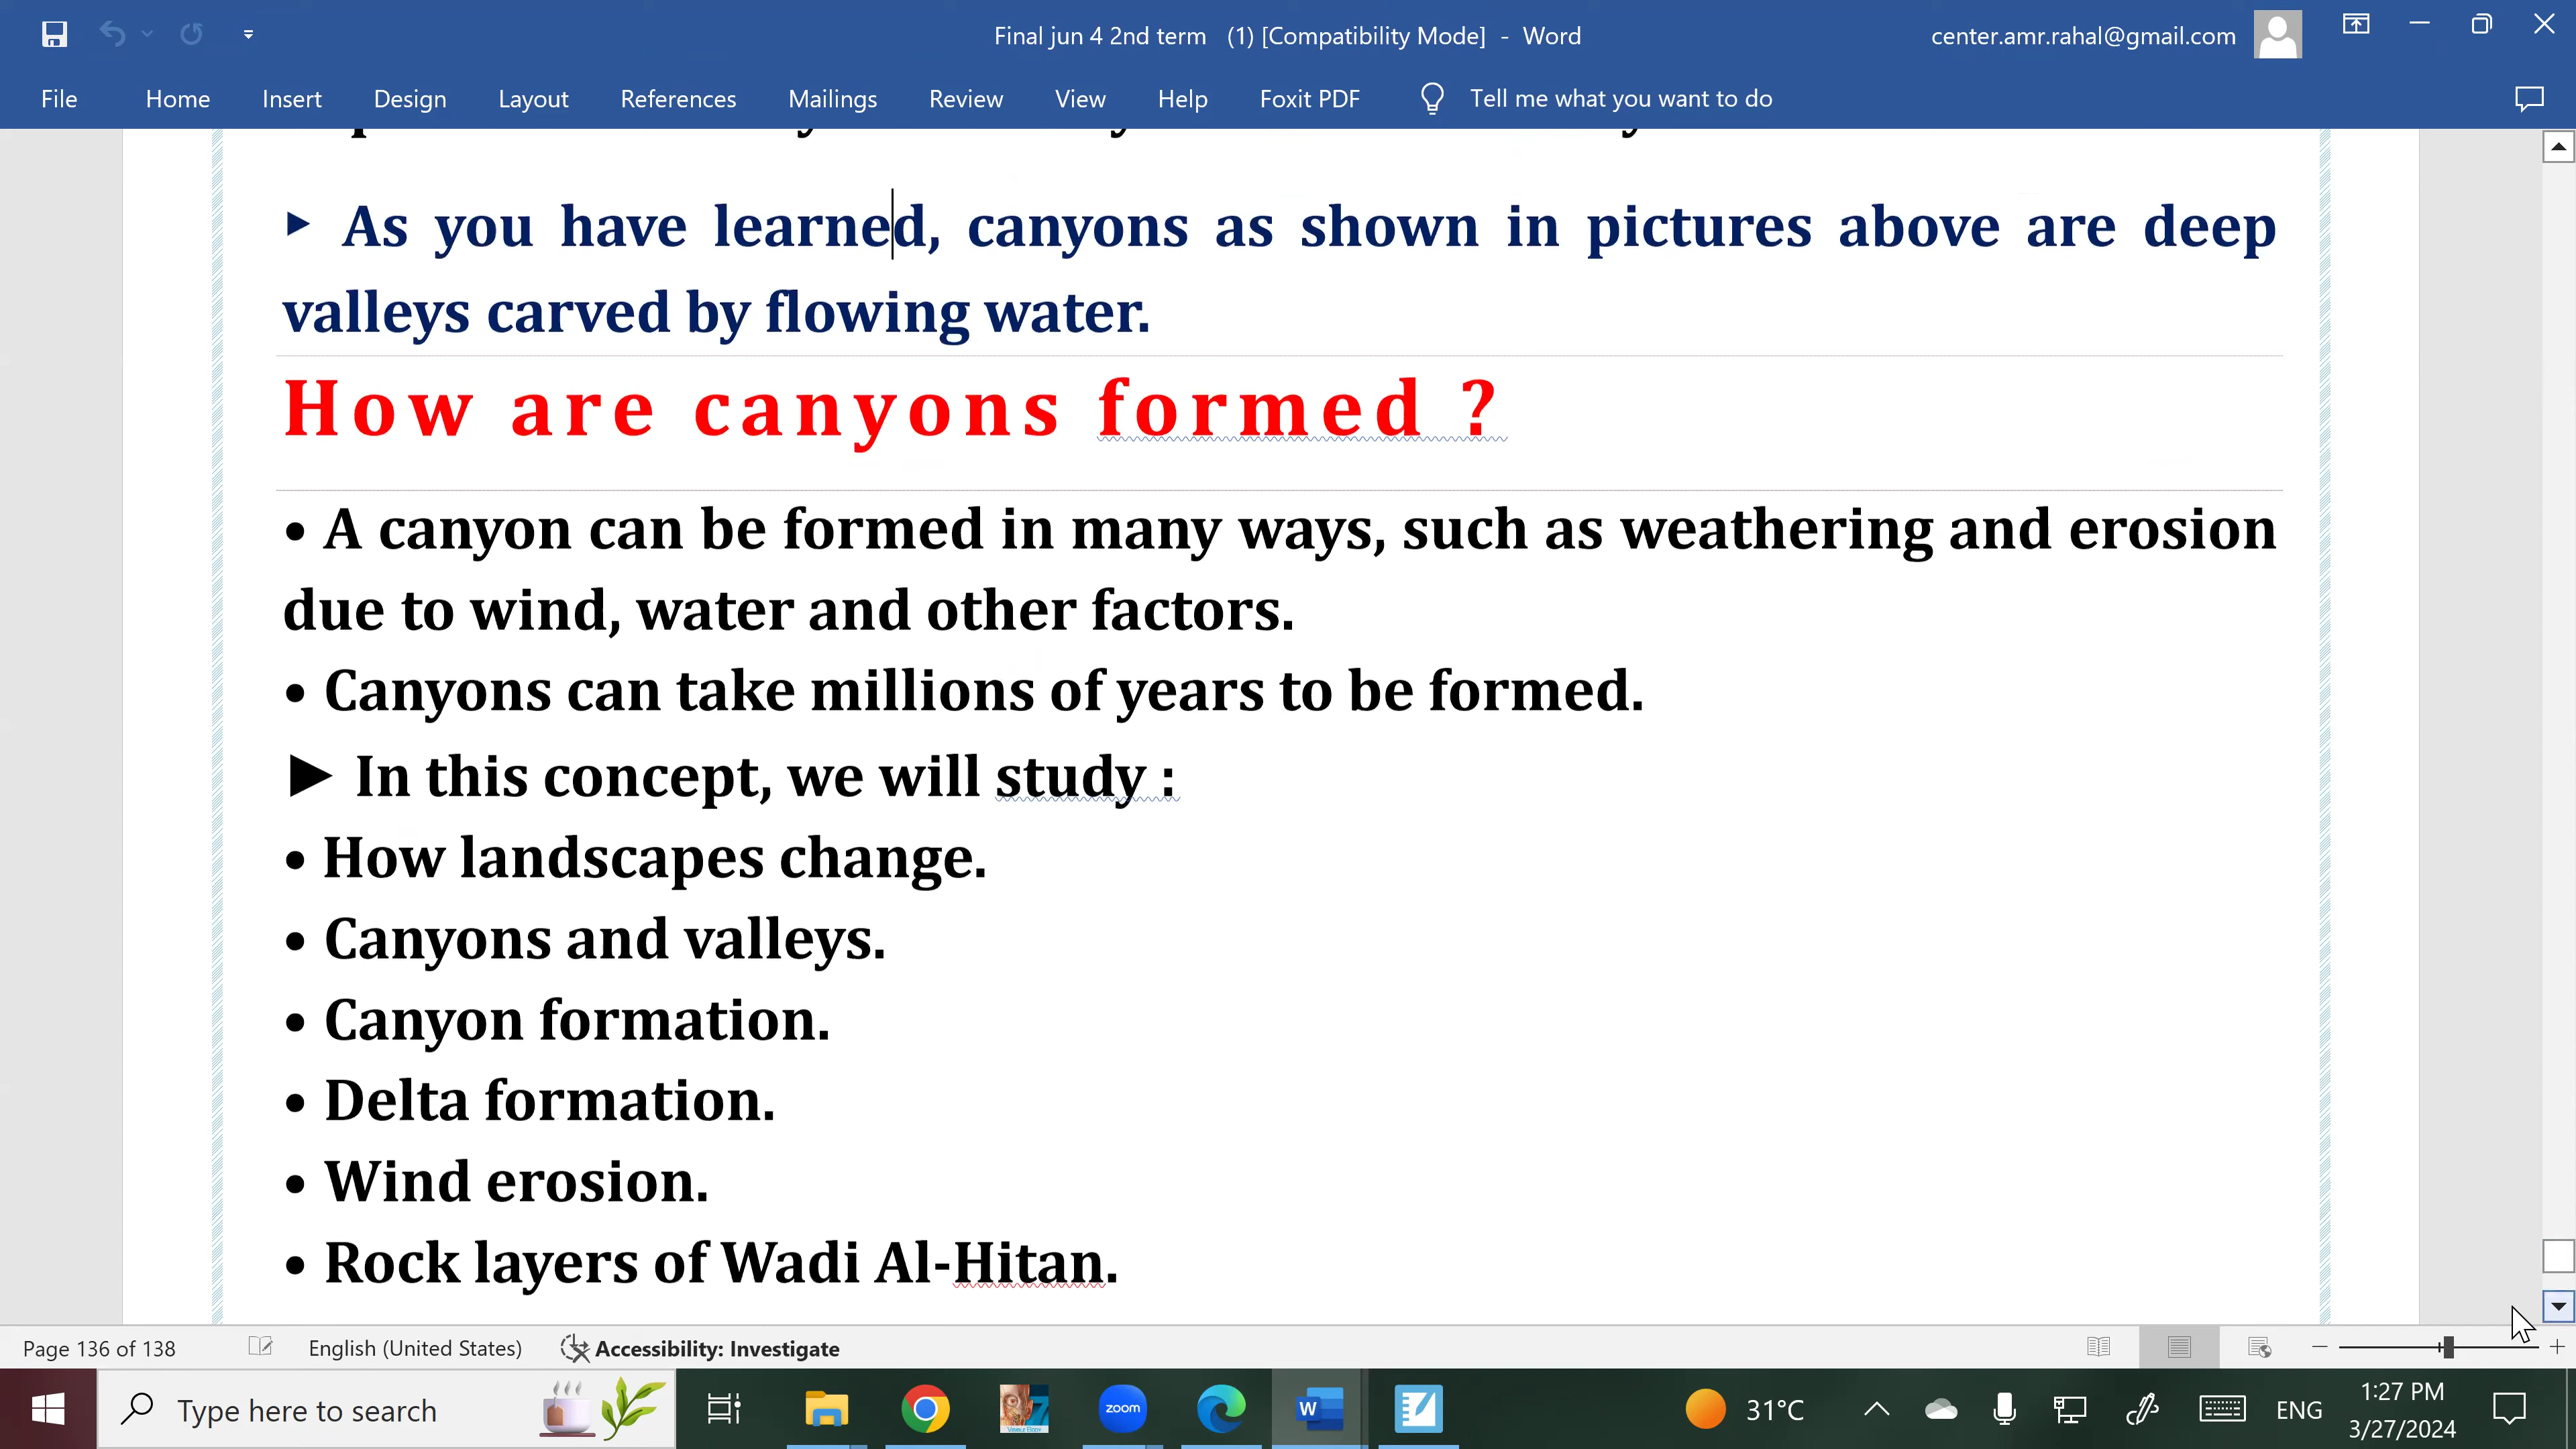 Final jun 4 2nd term (1) [Compatibility Mode] - Word
center.amr.rahal@gmail.com
File Home Insert Design Layout References Mailings Review View Help Foxit PDF Tell me what you want to do
► As you have learned, canyons as shown in pictures above are deep
valleys carved by flowing water.
How are canyons formed ?
• A canyon can be formed in many ways, such as weathering and erosion
due to wind, water and other factors.
• Canyons can take millions of years to be formed.
► In this concept, we will study :
• How landscapes change.
• Canyons and valleys.
• Canyon formation.
• Delta formation.
• Wind erosion.
• Rock layers of Wadi Al-Hitan.
Page 136 of 138 English (United States) Accessibility: Investigate
Type here to search zoom W 31°C ENG 1:27 PM
3/27/2024